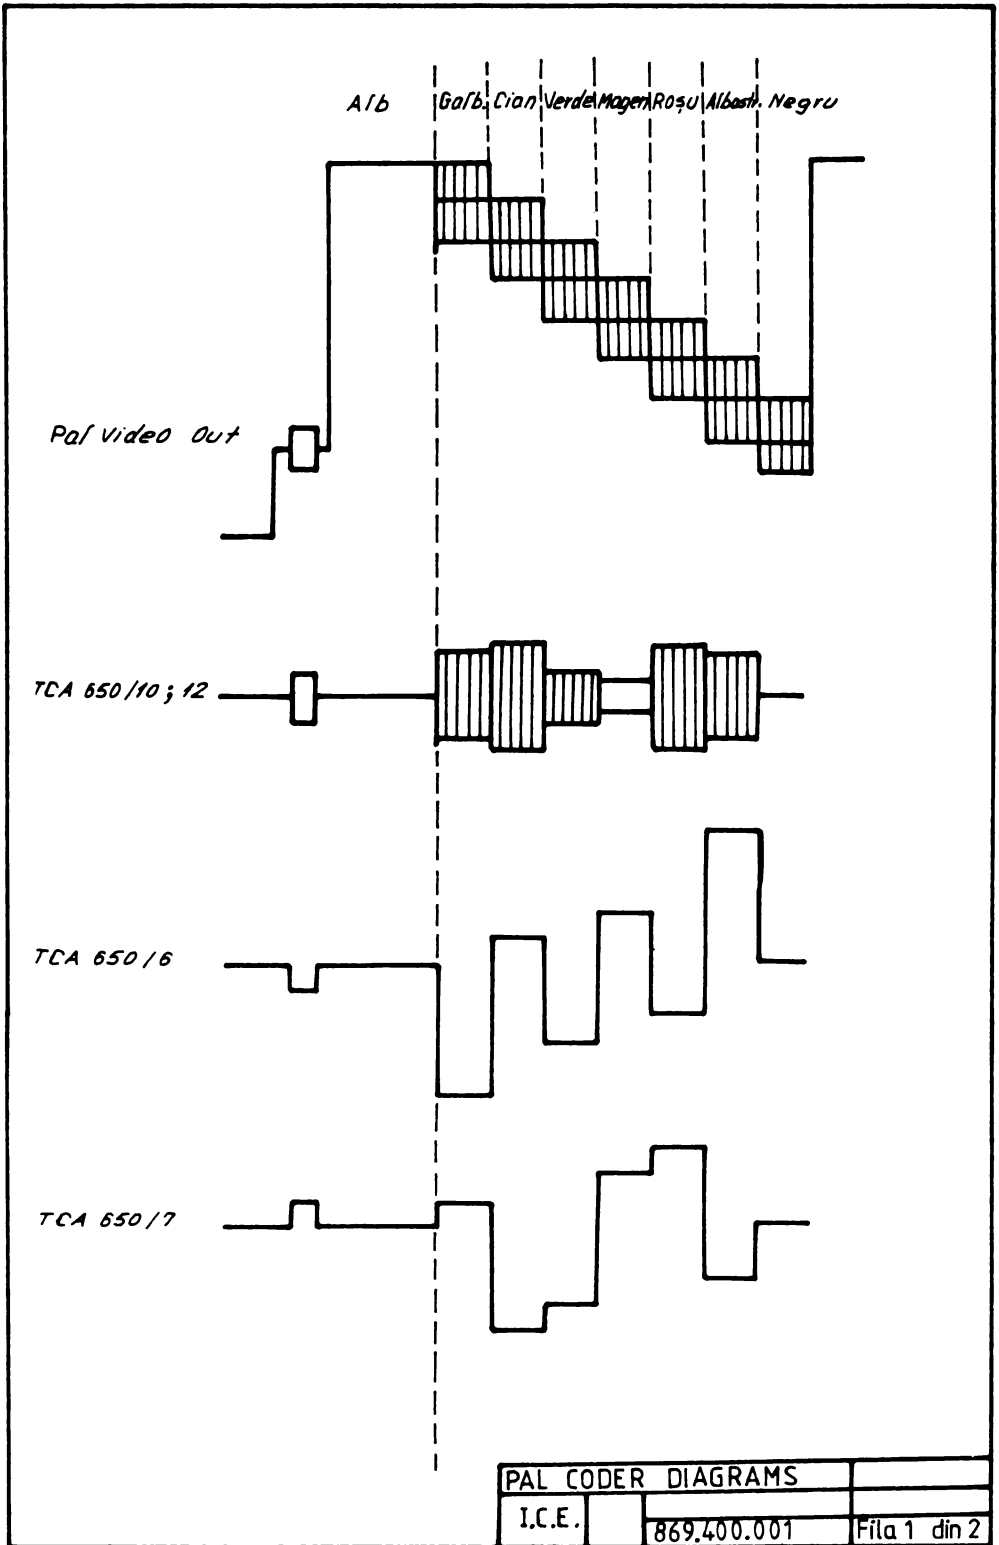 Alb Galb. Cian Verde Magen Roșu Albastr. Negru
Pal Video Out
TCA 650/10; 12
TCA 650/6
TCA 650/7
PAL CODER DIAGRAMS
I.C.E.
869.400.001
Fila 1 din 2